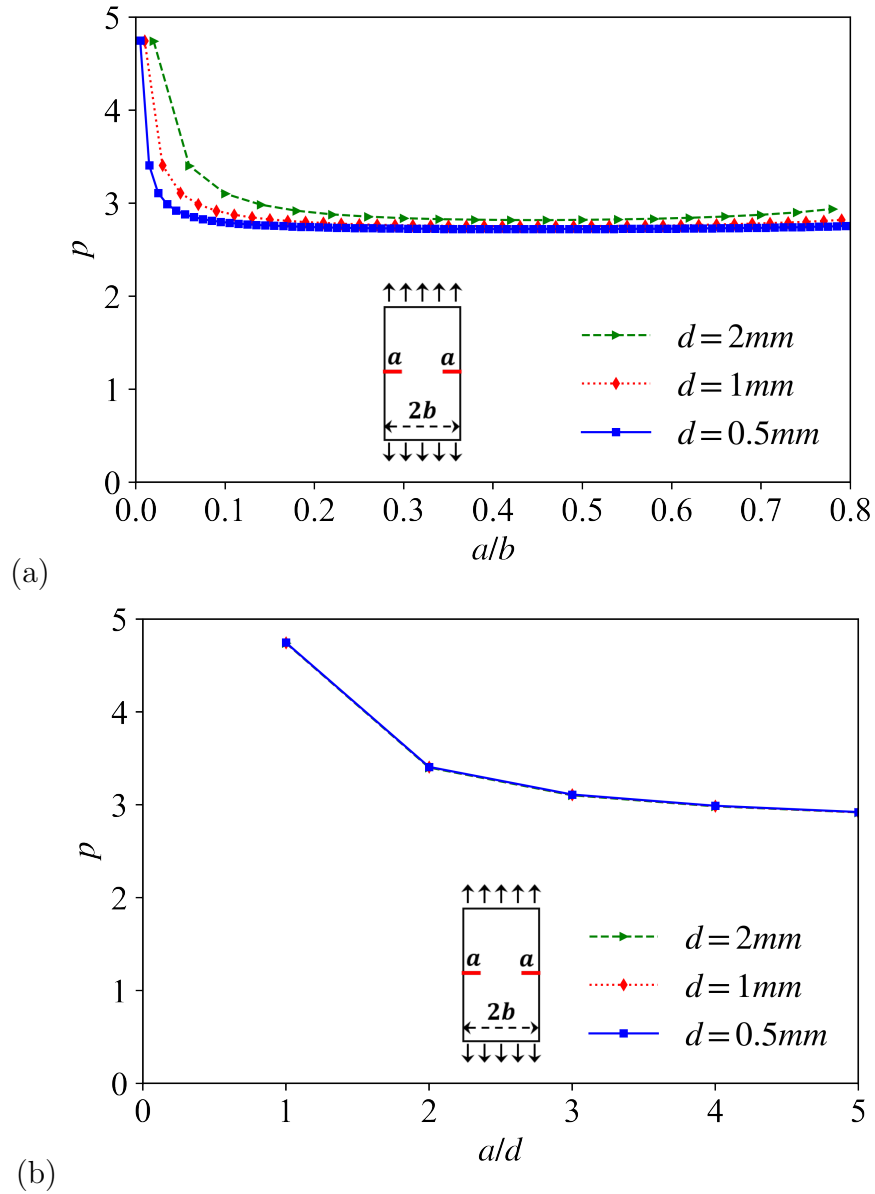 5
4
3
2
1
0
p
a
a
2b
d = 2mm
d = 1mm
d = 0.5mm
0.0 0.1 0.2 0.3 0.4 0.5 0.6 0.7 0.8
a/b
(a)
5
4
3
2
1
0
p
a
a
2b
d = 2mm
d = 1mm
d = 0.5mm
0 1 2 3 4 5
a/d
(b)